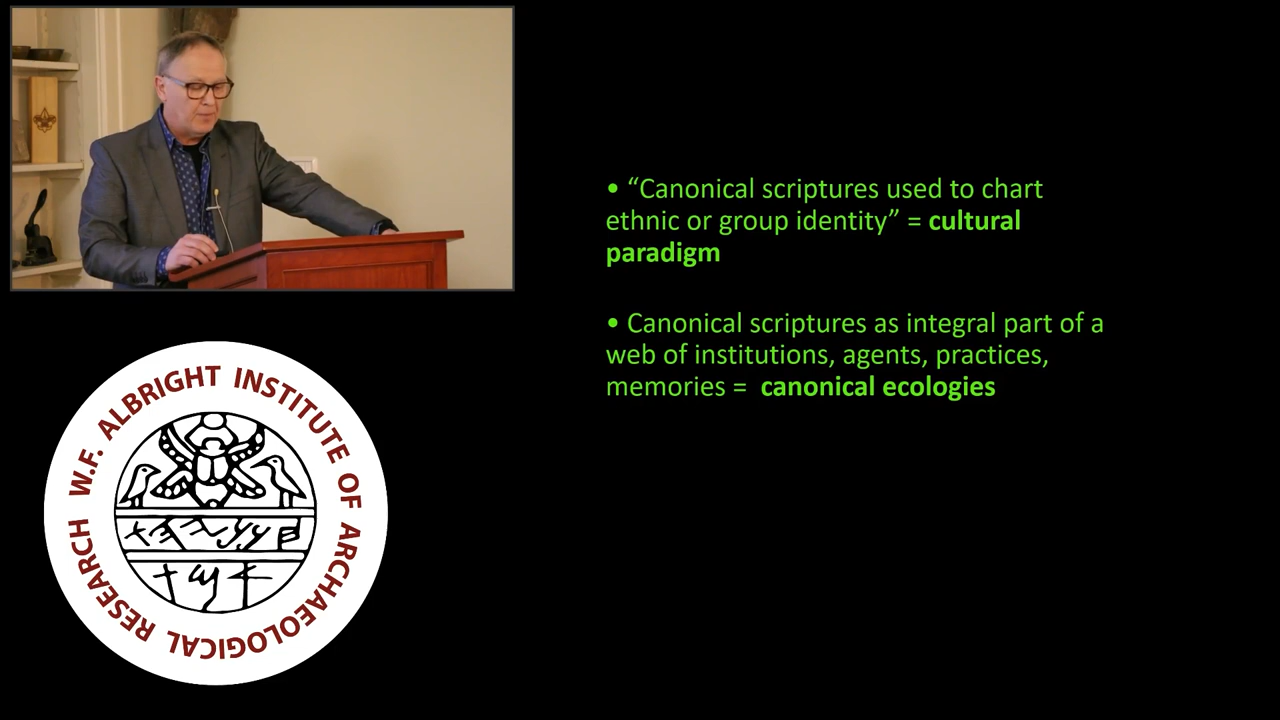 • “Canonical scriptures used to chart
ethnic or group identity” = cultural
paradigm
• Canonical scriptures as integral part of a
web of institutions, agents, practices,
memories = canonical ecologies
W.F. ALBRIGHT INSTITUTE OF ARCHAEOLOGICAL RESEARCH